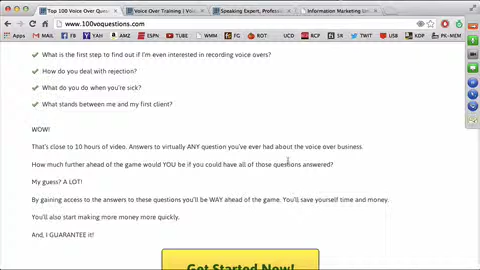 Top 100 Voice Over Quest
Voice Over Training | Voi
Speaking Expert, Professi
Information Marketing Un
www.100voquestions.com
Apps
FAV
AMZ
ESPN
TUBE
WMM
FB
ROT:
UCD
RCP
SR
CT
PK
KDP
PK-MEM
What is the first step to find out if I'm even interested in recording voice overs?
How do you deal with rejection?
What do you do when you're sick?
What stands between me and my first client?
WOW!
That's close to 10 hours of video. Answers to virtually ANY question you've ever had about the voice over business.
How much further ahead of the game would YOU be if you could have all of those questions answered?
My guess? A LOT!
By gaining access to the answers to these questions you'll be WAY ahead of the game. You'll save yourself time and money.
You'll also start making more money more quickly.
And, I GUARANTEE it!
Get Started Now!